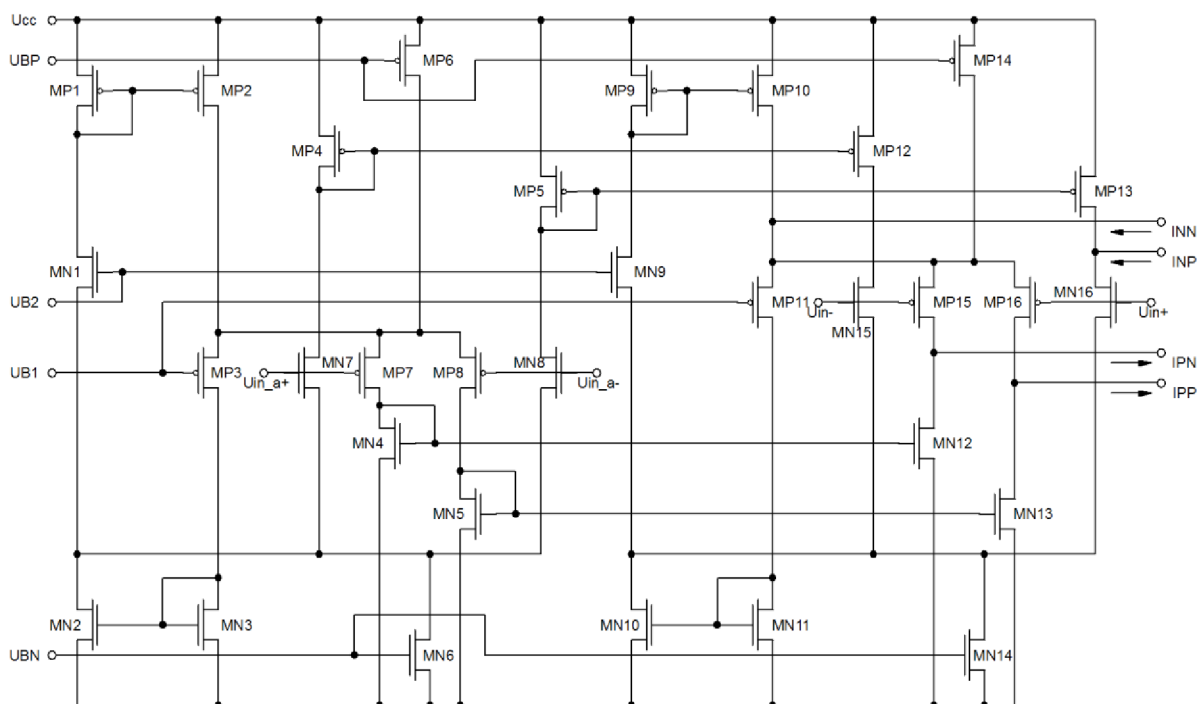 Ucc
UBP
MP6
MP14
MP1
MP2
MP9
MP10
MP4
MP12
MP5
MP13
INN
INP
MN1
MN9
UB2
MP11
Uin-
MN15
MP15
MP16
MN16
Uin+
UB1
MP3
Uin_a+
MN7
MP7
MP8
MN8
Uin_a-
IPN
IPP
MN4
MN12
MN5
MN13
MN2
MN3
MN10
MN11
UBN
MN6
MN14